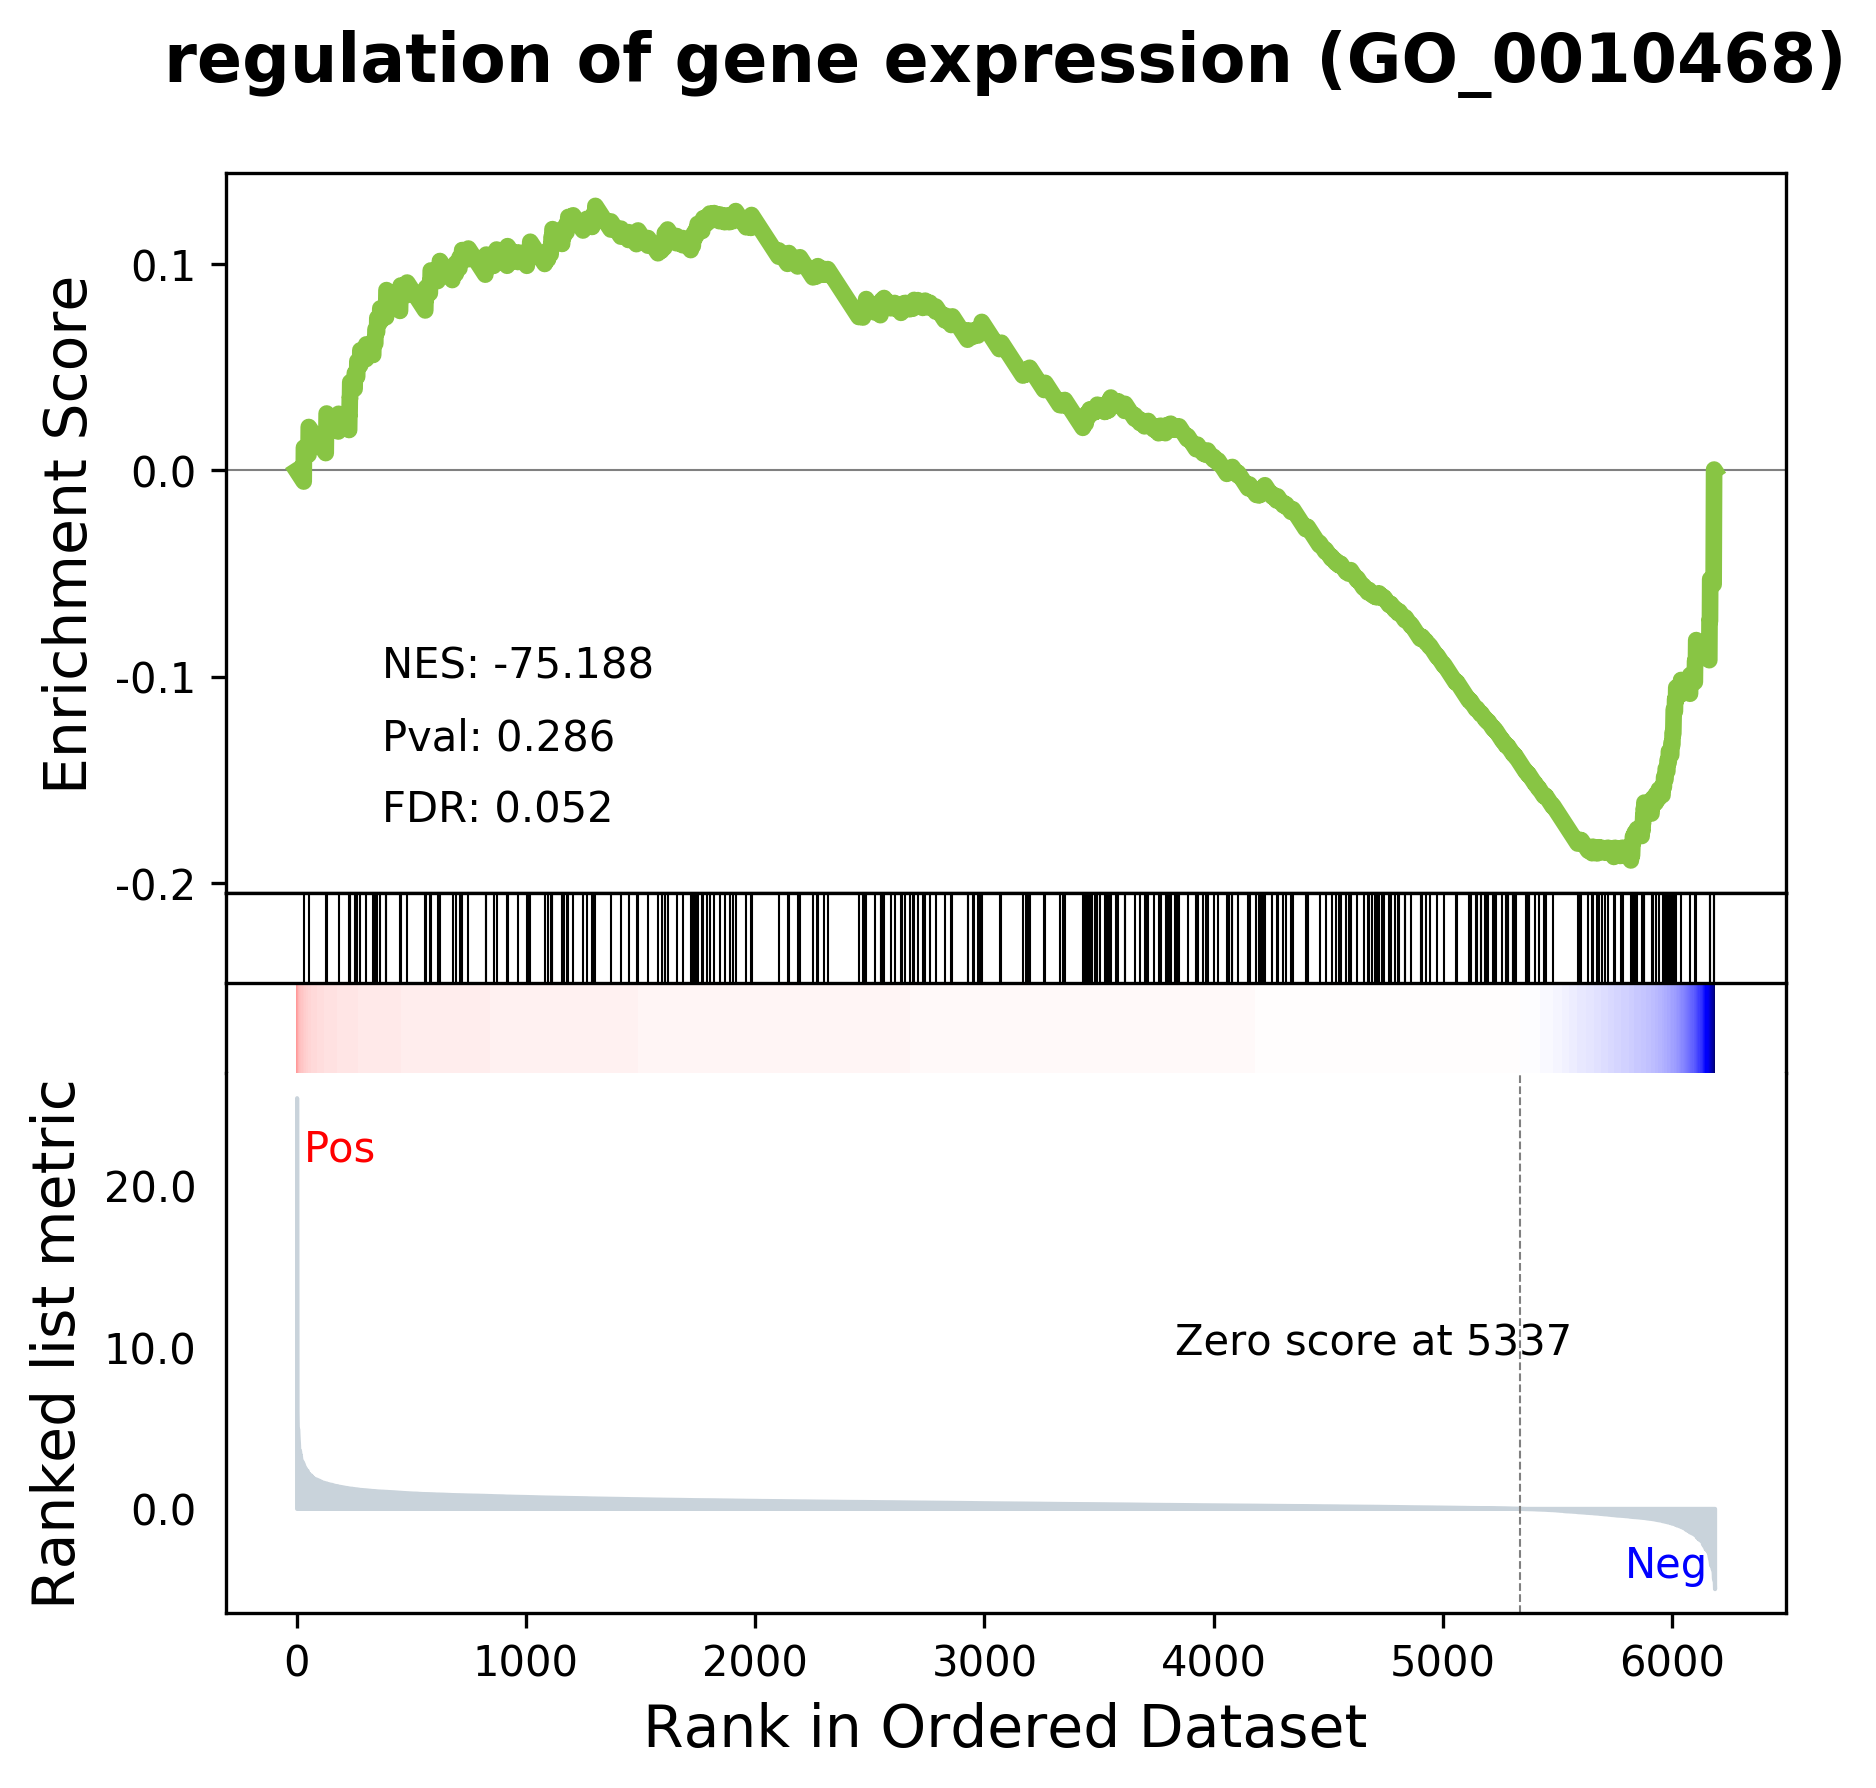 regulation of gene expression (GO_0010468)
Enrichment Score
0.1
0.0
-0.1
-0.2
NES: -75.188
Pval: 0.286
FDR: 0.052
Ranked list metric
20.0
10.0
0.0
Pos
Zero score at 5337
Neg
0 1000 2000 3000 4000 5000 6000
Rank in Ordered Dataset